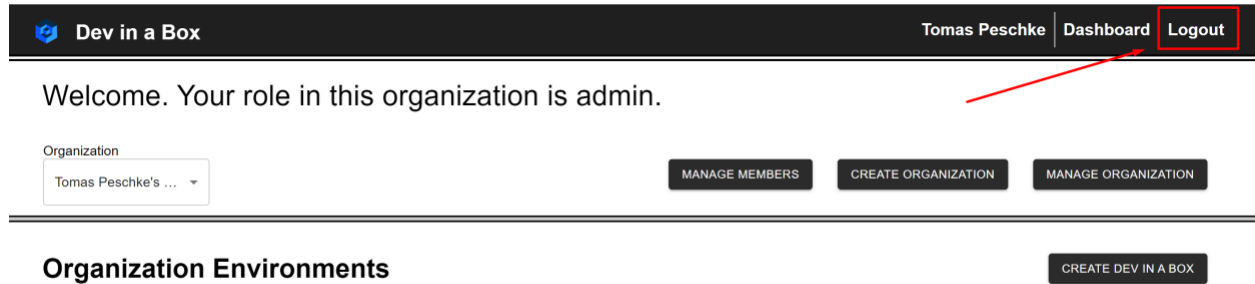 Dev in a Box
Tomas Peschke Dashboard Logout
Welcome. Your role in this organization is admin.
Organization
Tomas Peschke's ...
MANAGE MEMBERS
CREATE ORGANIZATION
MANAGE ORGANIZATION
Organization Environments
CREATE DEV IN A BOX